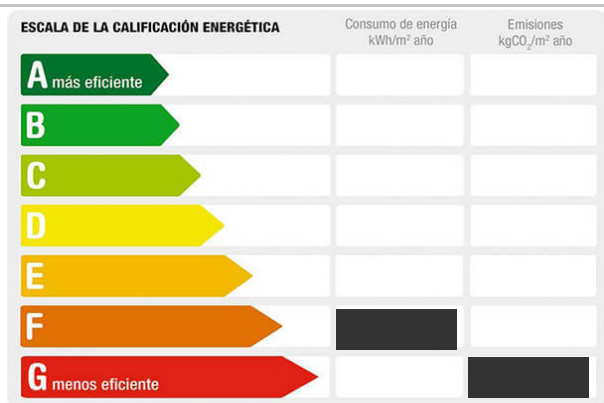 ESCALA DE LA CALIFICACIÓN ENERGÉTICA
Consumo de energía
kWh/m² año
Emisiones
kgCO₂/m² año
A más eficiente
B
C
D
E
F
G menos eficiente